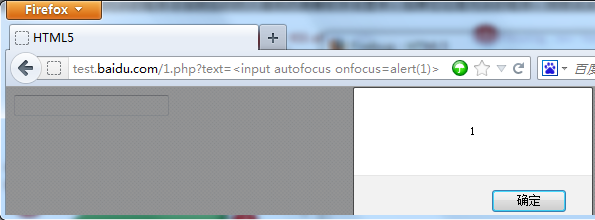 Firefox
HTML5
test.baidu.com/1.php?text=<input autofocus onfocus=alert(1)>
百度
1
确定